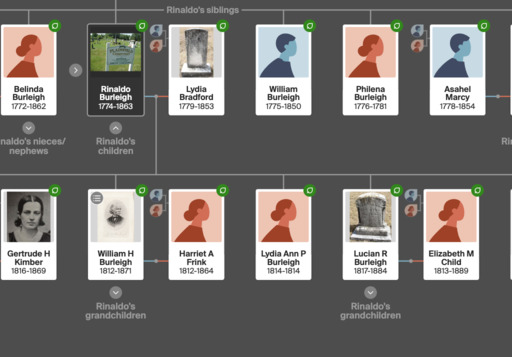 Rinaldo's siblings
Belinda
Burleigh
1772-1862
Rinaldo
Burleigh
1774-1863
Lydia
Bradford
1779-1853
William
Burleigh
1775-1850
Philena
Burleigh
1776-1781
Asahel
Marcy
1778-1854
naldo's nieces/
nephews
Rinaldo's
children
Rin
Gertrude H
Kimber
1816-1869
William H
Burleigh
1812-1871
Harriet A
Frink
1812-1864
Lydia Ann P
Burleigh
1814-1814
Lucian R
Burleigh
1817-1884
Elizabeth M
Child
1813-1889
Rinaldo's
grandchildren
Rinaldo's
grandchildren